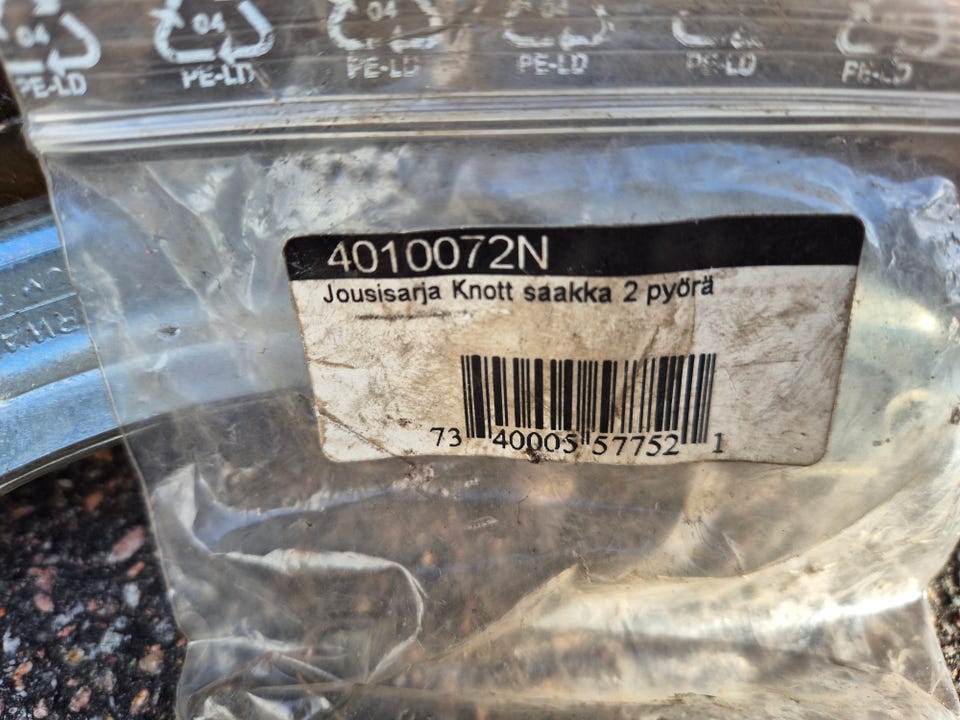 04 04 04 04
PE-LD PE-LD PE-LD PE-LD PE-LD PE-LD
4010072N
Jousisarja Knott saakka 2 pyörä
73 40005 57752 1